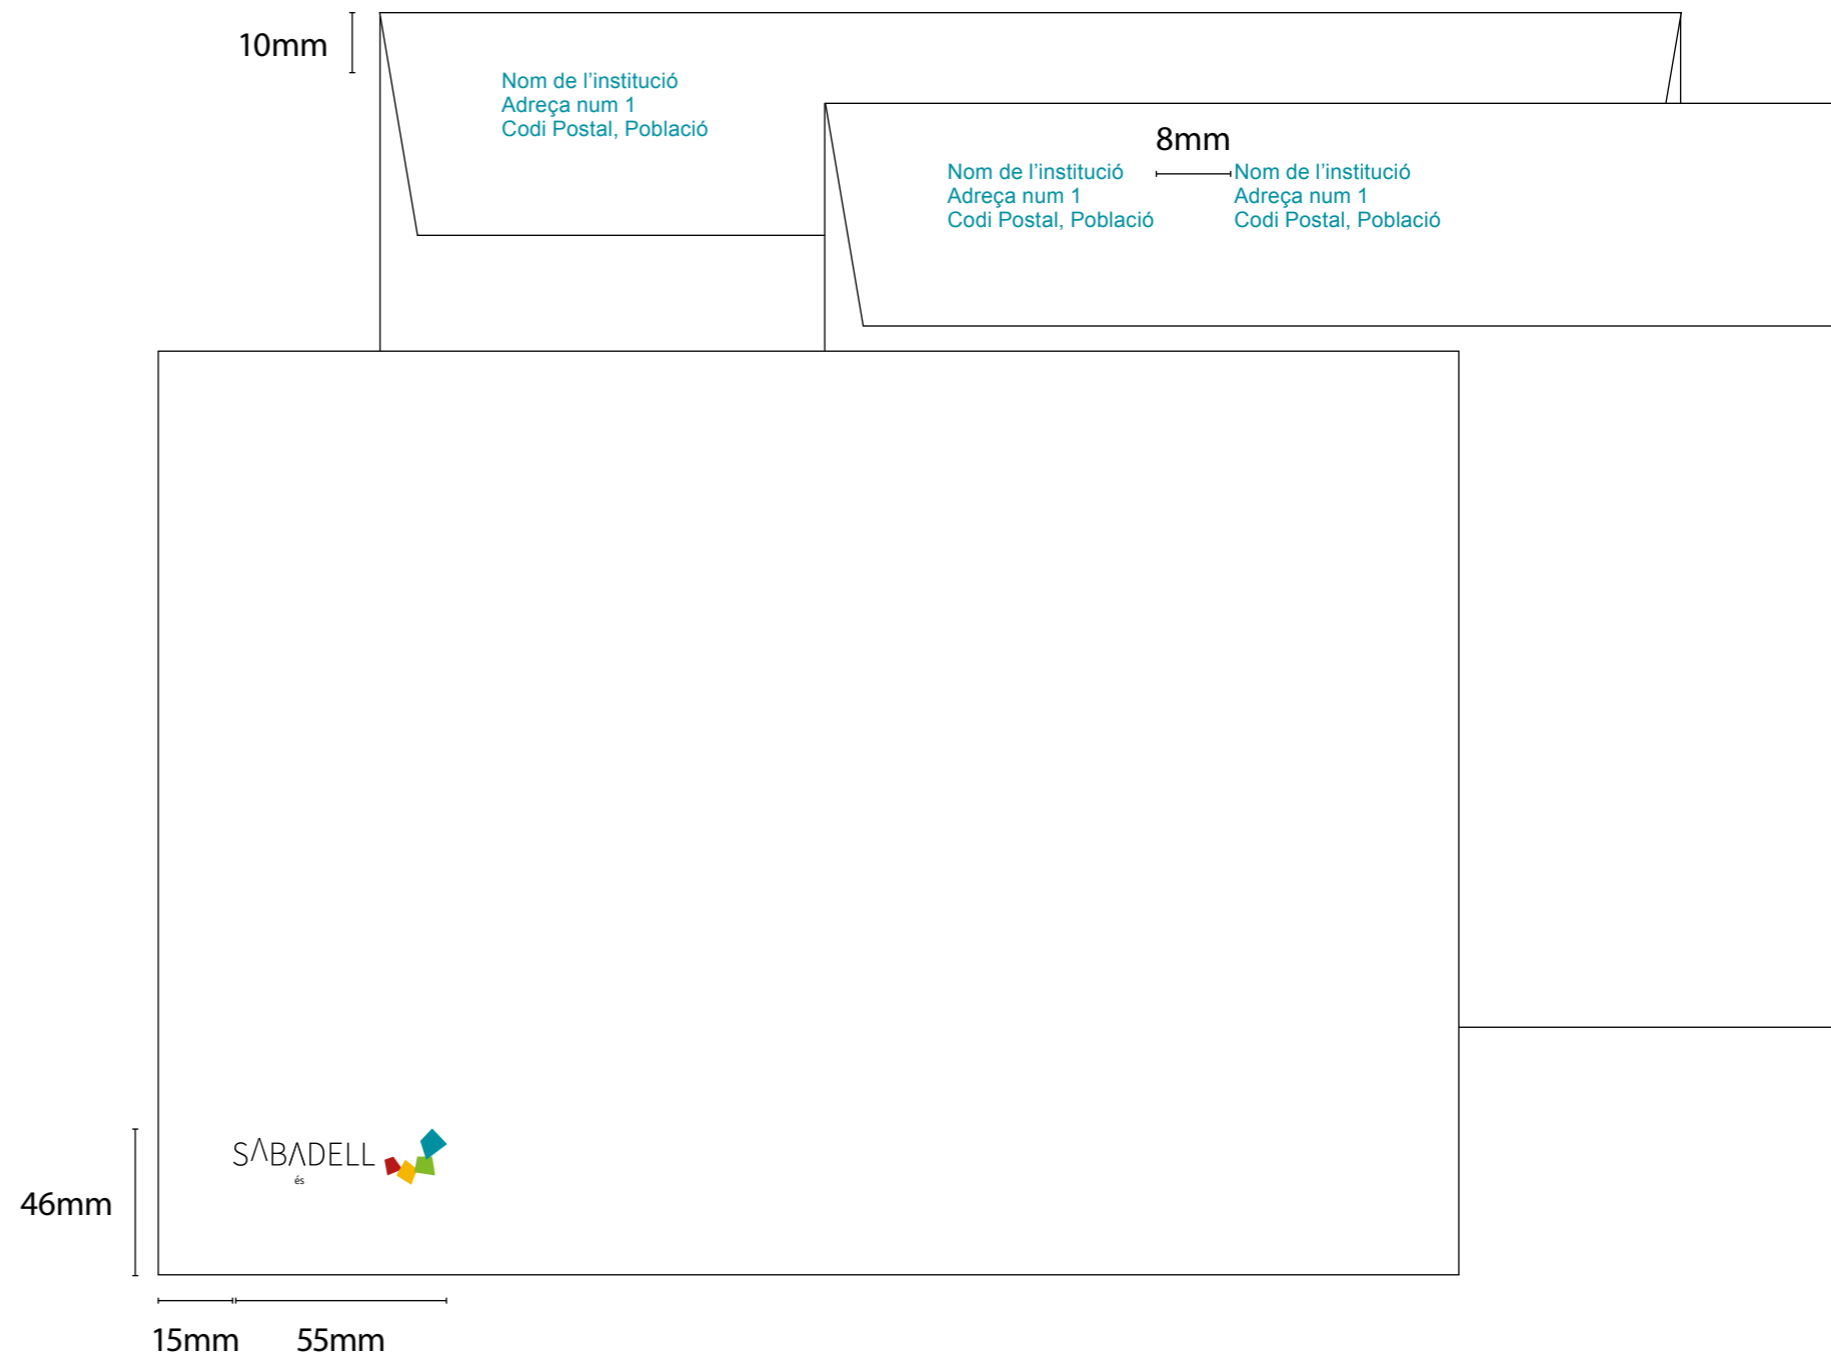 10mm
Nom de l’institució
Adreça num 1
Codi Postal, Població
8mm
Nom de l’institució
Adreça num 1
Codi Postal, Població
Nom de l’institució
Adreça num 1
Codi Postal, Població
SABADELL
és
46mm
15mm
55mm